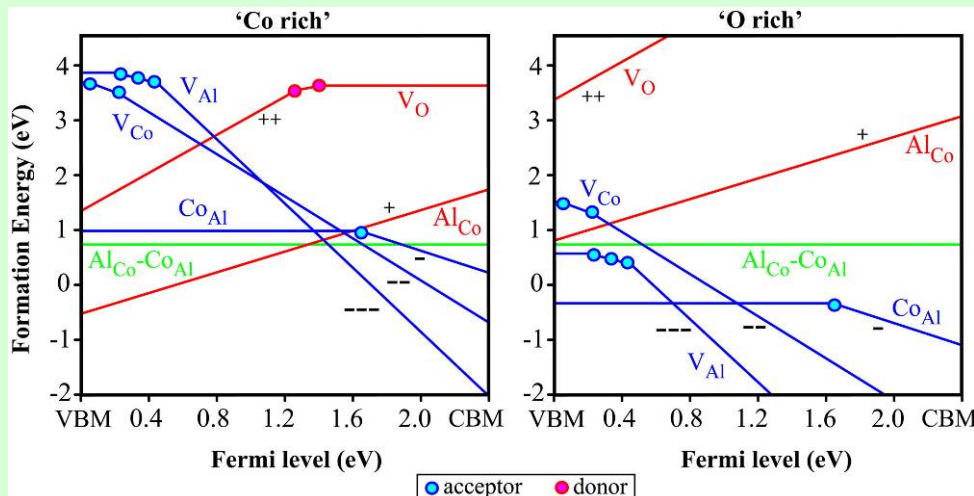 'Co rich'
'O rich'
Formation Energy (eV)
4
3
2
1
0
-1
-2
V_Al
V_Co
V_O
++
Co_Al
+
Al_Co
Al_Co-Co_Al
-
--
---
VBM 0.4 0.8 1.2 1.6 2.0 CBM
Fermi level (eV)
4
3
2
1
0
-1
-2
V_O
++
+
Al_Co
V_Co
Al_Co-Co_Al
Co_Al
---
--
-
V_Al
VBM 0.4 0.8 1.2 1.6 2.0 CBM
Fermi level (eV)
acceptor donor